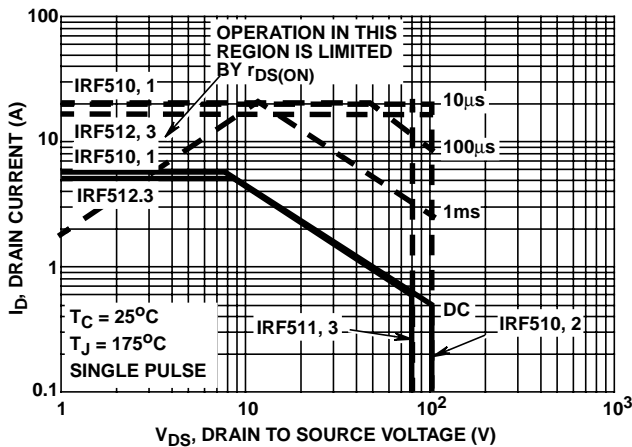 100
OPERATION IN THIS
REGION IS LIMITED
BY rDS(ON)
IRF510, 1
10μs
IRF512, 3
10
IRF510, 1
100μs
IRF512.3
1ms
1
DC
TC = 25oC
TJ = 175oC
SINGLE PULSE
IRF511, 3
IRF510, 2
0.1
1
10
102
103
ID, DRAIN CURRENT (A)
VDS, DRAIN TO SOURCE VOLTAGE (V)